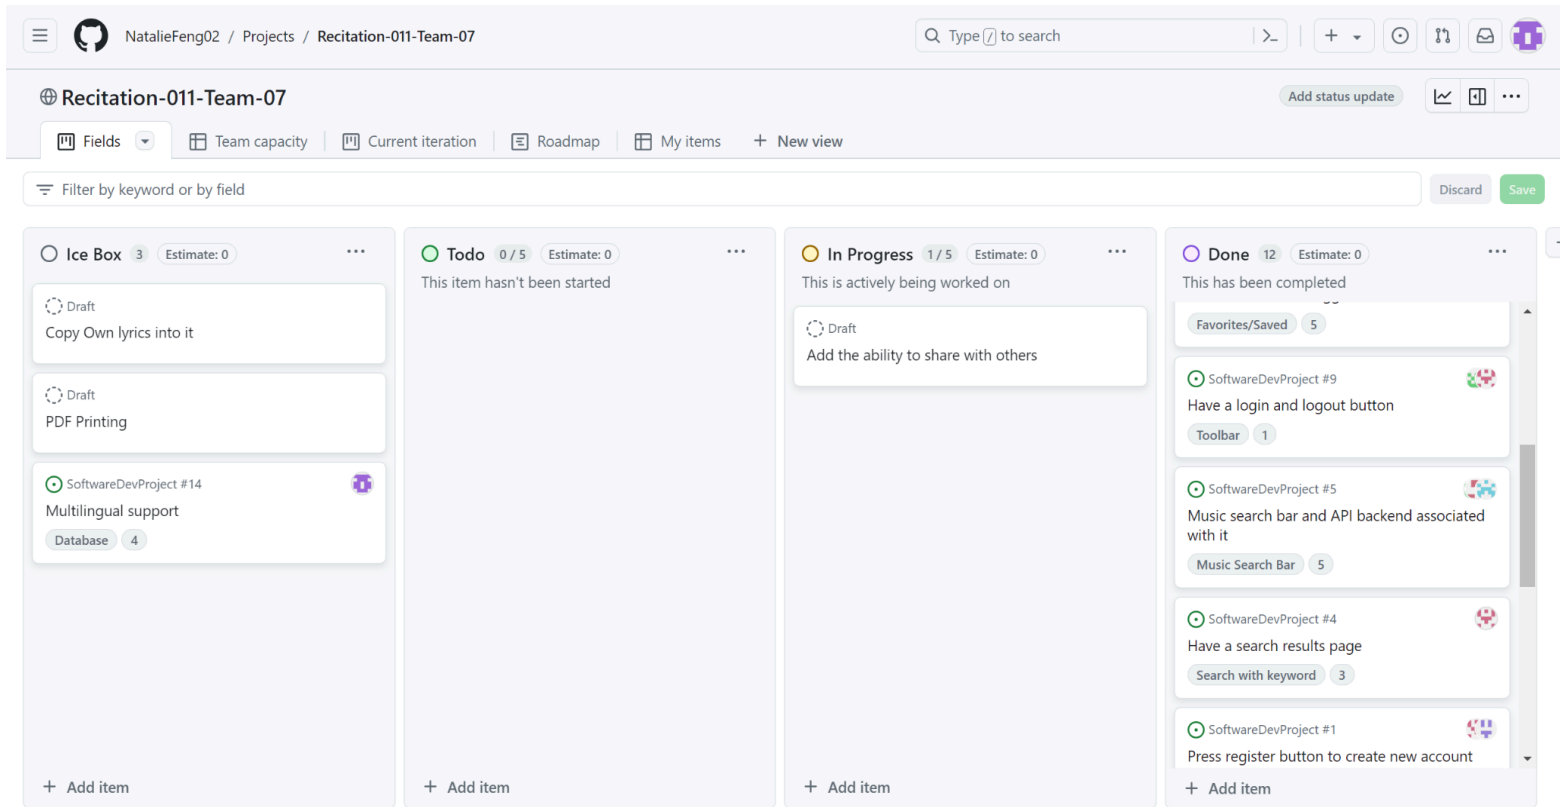 NatalieFeng02 / Projects / Recitation-011-Team-07
Type / to search
Recitation-011-Team-07
Add status update
Fields
Team capacity
Current iteration
Roadmap
My items
+ New view
Filter by keyword or by field
Discard
Save
Ice Box 3 Estimate: 0
Draft
Copy Own lyrics into it
Draft
PDF Printing
SoftwareDevProject #14
Multilingual support
Database 4
+ Add item
Todo 0 / 5 Estimate: 0
This item hasn't been started
+ Add item
In Progress 1 / 5 Estimate: 0
This is actively being worked on
Draft
Add the ability to share with others
+ Add item
Done 12 Estimate: 0
This has been completed
Favorites/Saved 5
SoftwareDevProject #9
Have a login and logout button
Toolbar 1
SoftwareDevProject #5
Music search bar and API backend associated
with it
Music Search Bar 5
SoftwareDevProject #4
Have a search results page
Search with keyword 3
SoftwareDevProject #1
Press register button to create new account
+ Add item